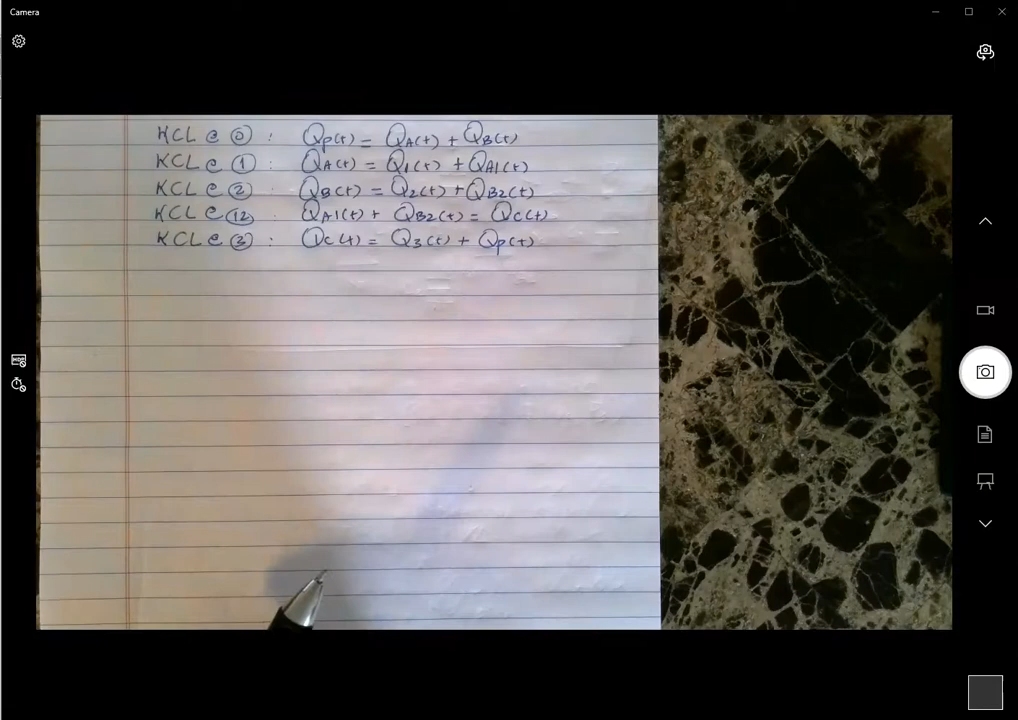 Camera
KCL @ 0 : Qp(t) = QA(t) + QB(t)
KCL @ 1 : QA(t) = Q1(t) + QA1(t)
KCL @ 2 : QB(t) = Q2(t) + QB2(t)
KCL @ 12 : QA1(t) + QB2(t) = QC(t)
KCL @ 3 : QC(t) = Q3(t) + Qp(t)